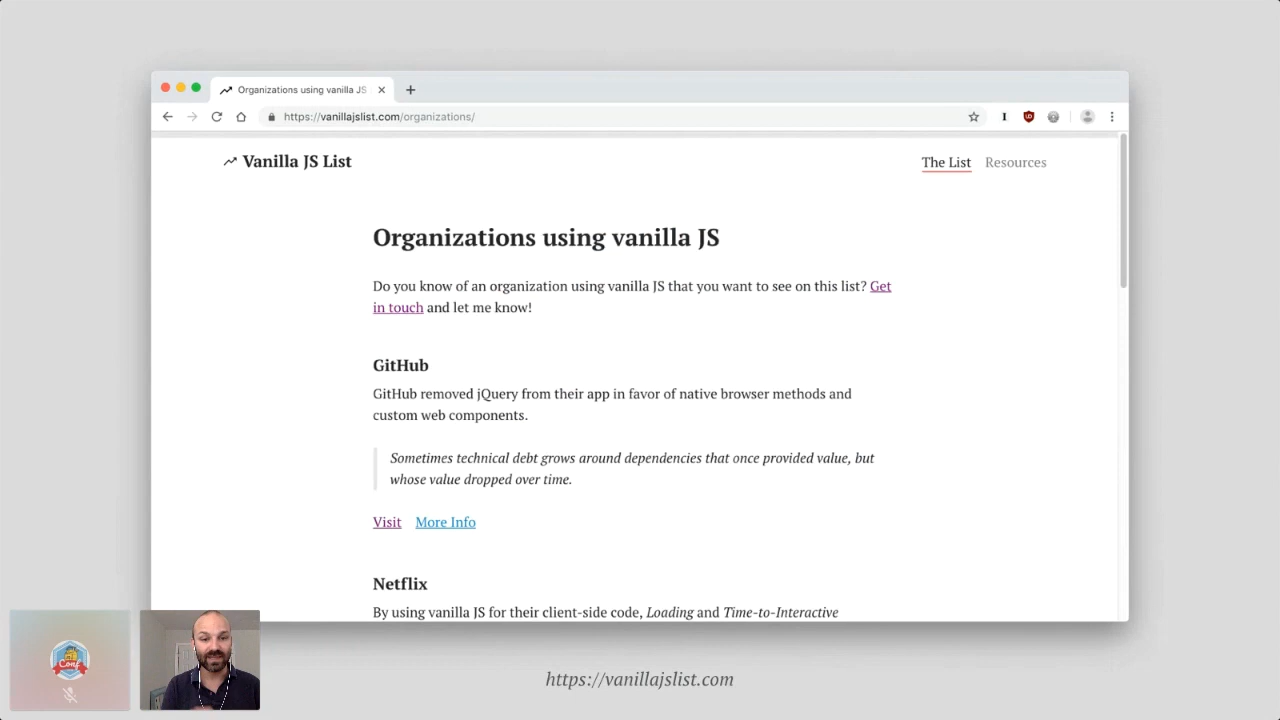 Organizations using vanilla JS
https://vanillajslist.com/organizations/
Vanilla JS List
The List Resources
Organizations using vanilla JS
Do you know of an organization using vanilla JS that you want to see on this list? Get
in touch and let me know!
GitHub
GitHub removed jQuery from their app in favor of native browser methods and
custom web components.
Sometimes technical debt grows around dependencies that once provided value, but
whose value dropped over time.
Visit More Info
Netflix
By using vanilla JS for their client-side code, Loading and Time-to-Interactive
Conf
https://vanillajslist.com